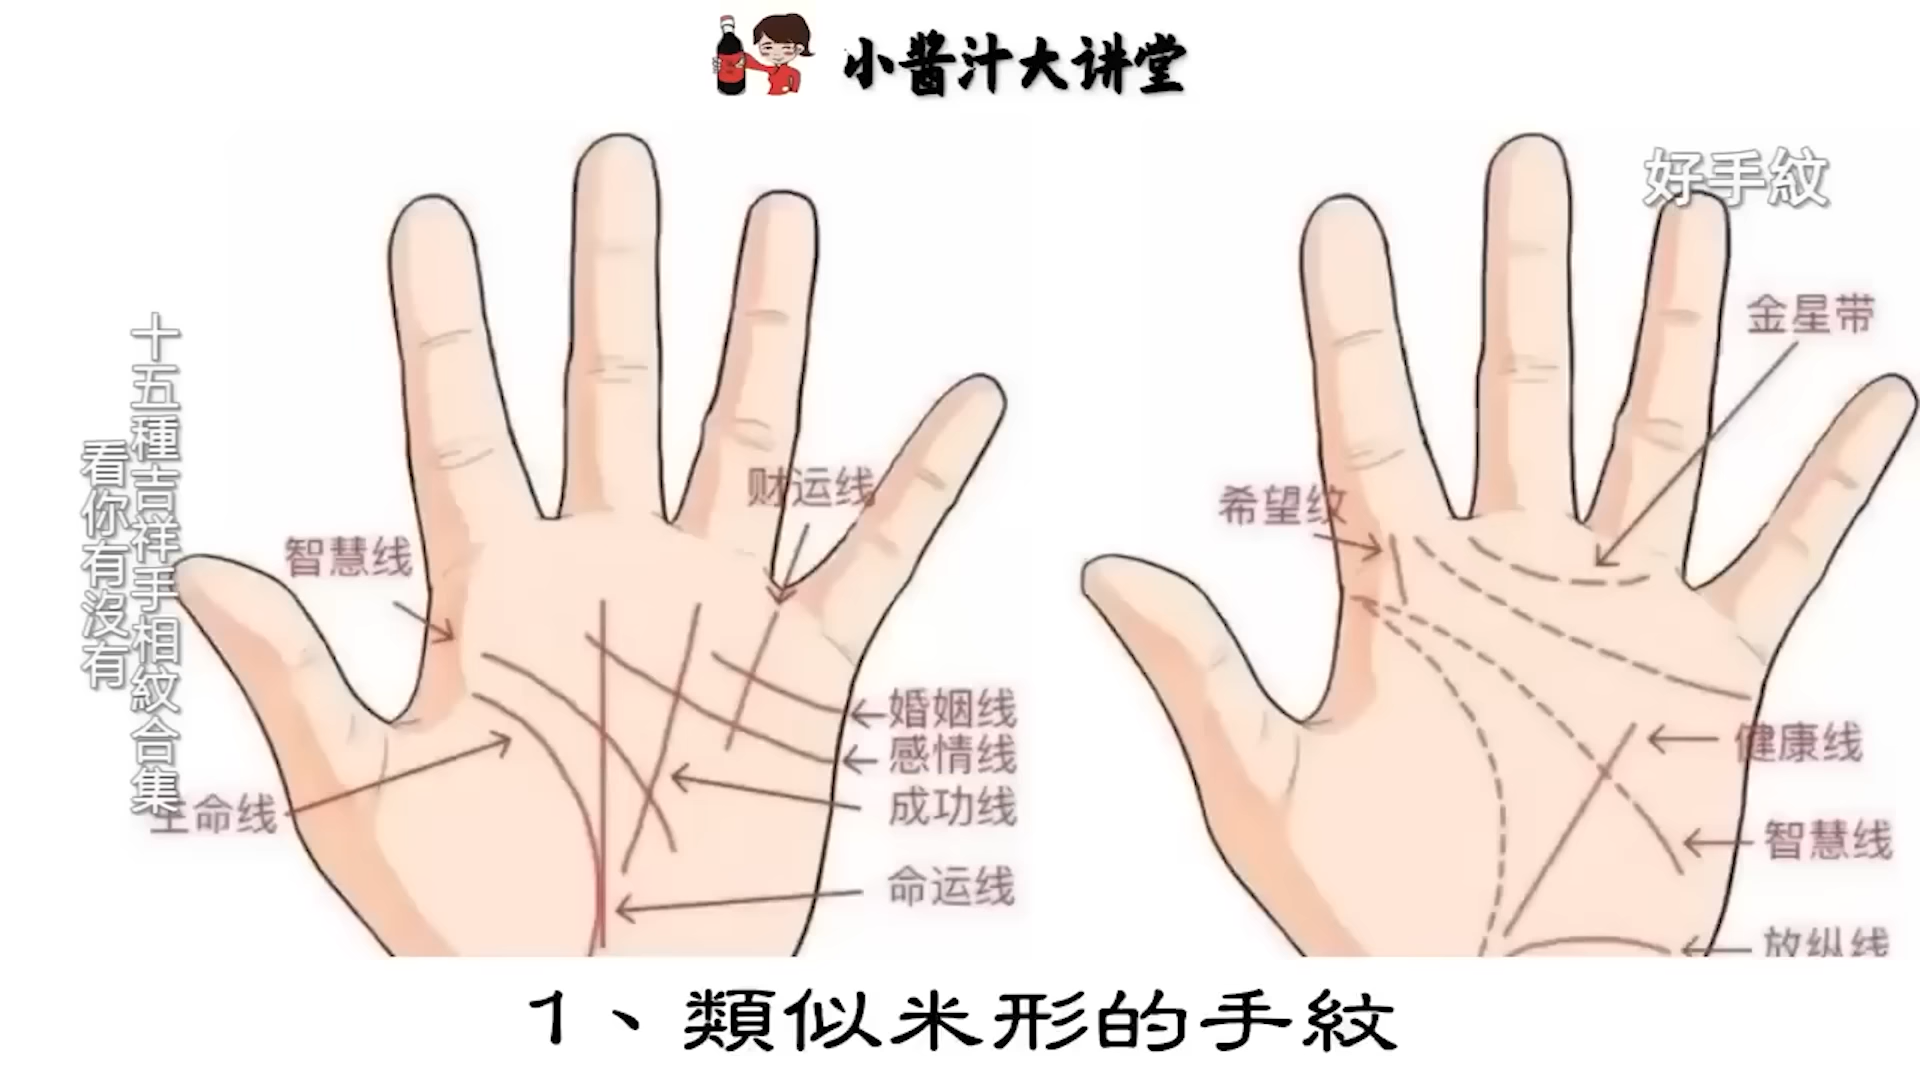 小酱汁大讲堂
好手紋
十五種吉祥手相紋合集
看你有沒有
财运线
智慧线
婚姻线
感情线
生命线
成功线
命运线
金星带
希望纹
健康线
智慧线
放纵线
1、類似米形的手紋